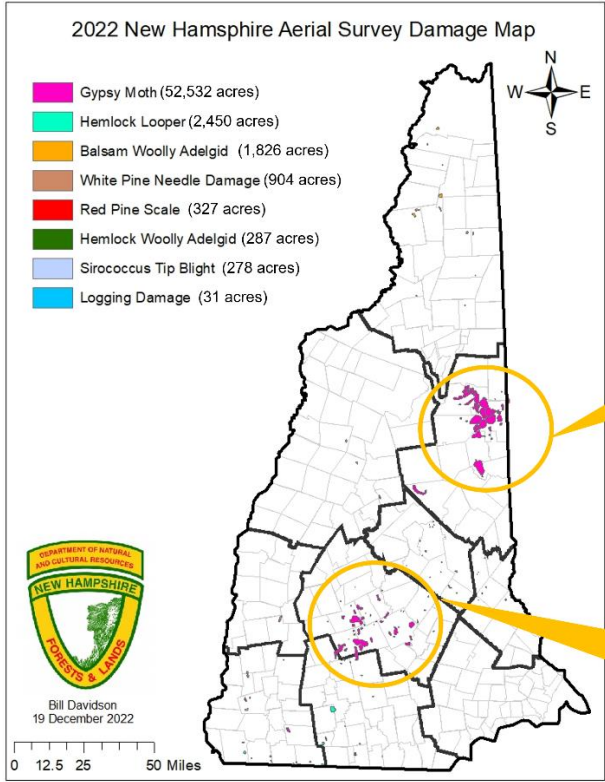 2022 New Hamsphire Aerial Survey Damage Map
N
W E
S
Gypsy Moth (52,532 acres)
Hemlock Looper (2,450 acres)
Balsam Woolly Adelgid (1,826 acres)
White Pine Needle Damage (904 acres)
Red Pine Scale (327 acres)
Hemlock Woolly Adelgid (287 acres)
Sirococcus Tip Blight (278 acres)
Logging Damage (31 acres)
DEPARTMENT OF NATURAL
AND CULTURAL RESOURCES
NEW HAMPSHIRE
FORESTS & LANDS
Bill Davidson
19 December 2022
0 12.5 25 50 Miles